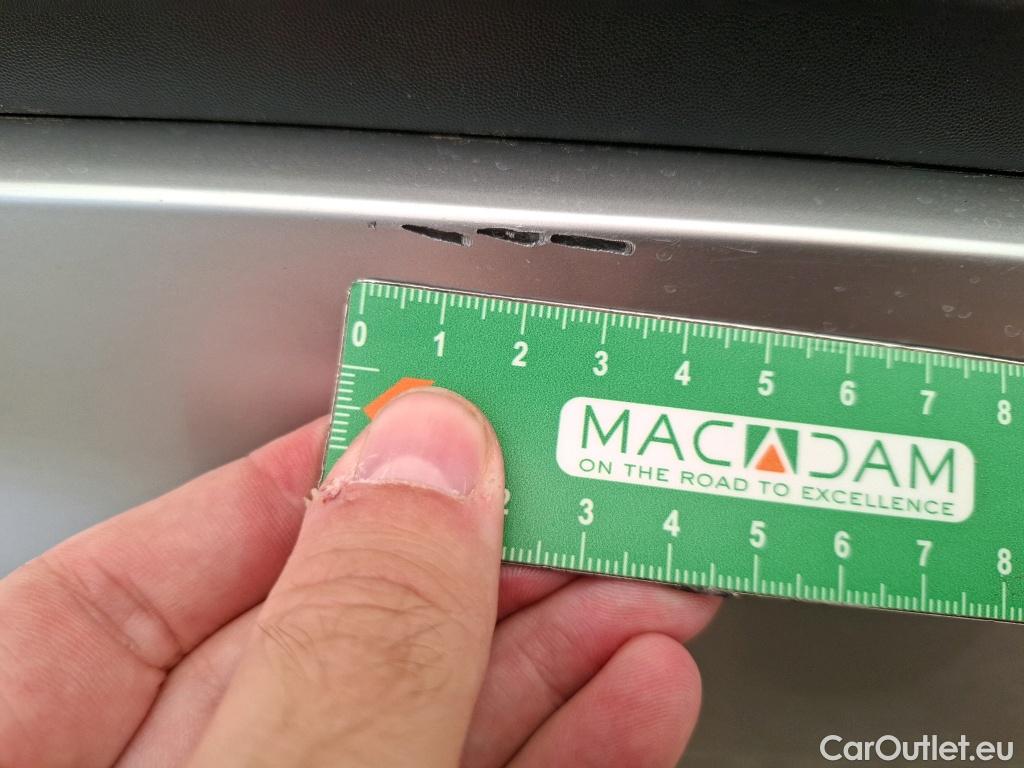 0 1 2 3 4 5 6 7 8
MACADAM
ON THE ROAD TO EXCELLENCE
2 3 4 5 6 7 8
CarOutlet.eu